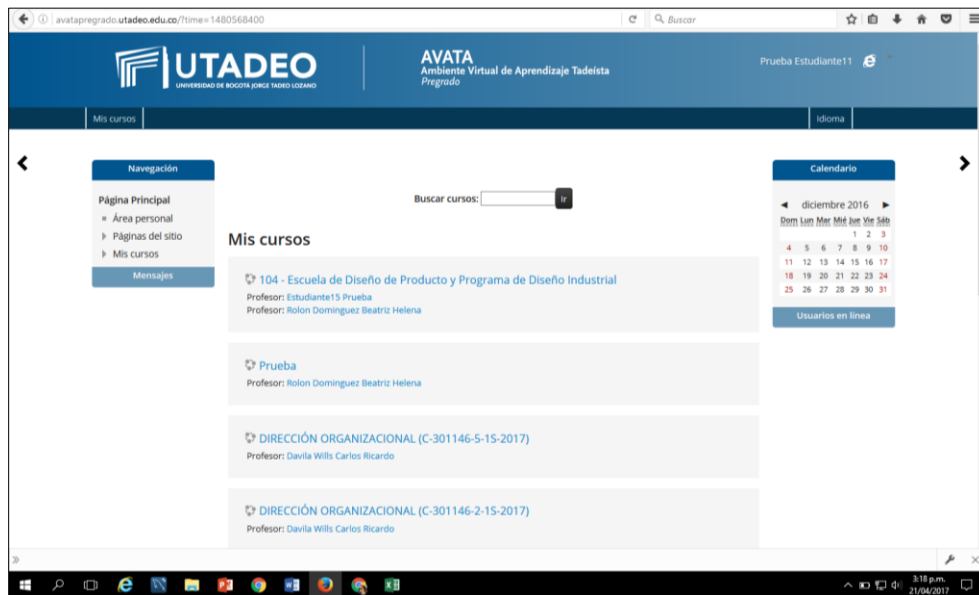 avatapregrado.utadeo.edu.co/?time=1480568400
Buscar
UTADEO
UNIVERSIDAD DE BOGOTÁ JORGE TADEO LOZANO
AVATA
Ambiente Virtual de Aprendizaje Tadeísta
Pregrado
Prueba Estudiante11
Mis cursos
Idioma
Navegación
Página Principal
Área personal
Páginas del sitio
Mis cursos
Mensajes
Buscar cursos:
Ir
Mis cursos
104 - Escuela de Diseño de Producto y Programa de Diseño Industrial
Profesor: Estudiante15 Prueba
Profesor: Rolon Dominguez Beatriz Helena
Prueba
Profesor: Rolon Dominguez Beatriz Helena
DIRECCIÓN ORGANIZACIONAL (C-301146-5-1S-2017)
Profesor: Davila Wills Carlos Ricardo
DIRECCIÓN ORGANIZACIONAL (C-301146-2-1S-2017)
Profesor: Davila Wills Carlos Ricardo
Calendario
diciembre 2016
Dom Lun Mar Mié Jue Vie Sáb
1 2 3
4 5 6 7 8 9 10
11 12 13 14 15 16 17
18 19 20 21 22 23 24
25 26 27 28 29 30 31
Usuarios en línea
3:18 p.m.
21/04/2017